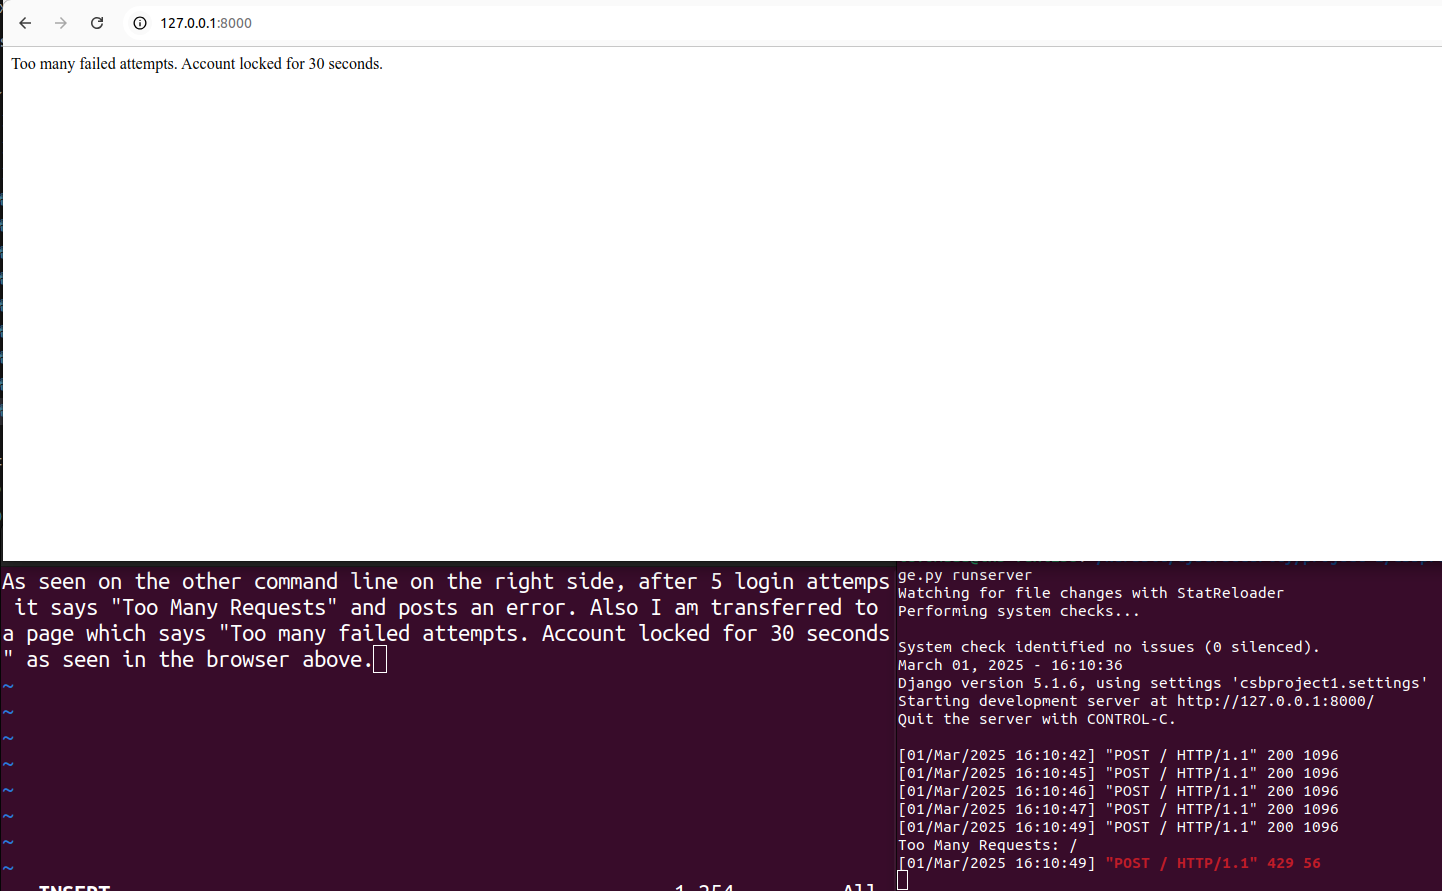 127.0.0.1:8000
Too many failed attempts. Account locked for 30 seconds.
As seen on the other command line on the right side, after 5 login attemps
it says "Too Many Requests" and posts an error. Also I am transferred to
a page which says "Too many failed attempts. Account locked for 30 seconds
" as seen in the browser above.
~
~
~
~
~
~
~
~
-- INSERT -- 1,254 All
ge.py runserver
Watching for file changes with StatReloader
Performing system checks...
System check identified no issues (0 silenced).
March 01, 2025 - 16:10:36
Django version 5.1.6, using settings 'csbproject1.settings'
Starting development server at http://127.0.0.1:8000/
Quit the server with CONTROL-C.
[01/Mar/2025 16:10:42] "POST / HTTP/1.1" 200 1096
[01/Mar/2025 16:10:45] "POST / HTTP/1.1" 200 1096
[01/Mar/2025 16:10:46] "POST / HTTP/1.1" 200 1096
[01/Mar/2025 16:10:47] "POST / HTTP/1.1" 200 1096
[01/Mar/2025 16:10:49] "POST / HTTP/1.1" 200 1096
Too Many Requests: /
[01/Mar/2025 16:10:49] "POST / HTTP/1.1" 429 56